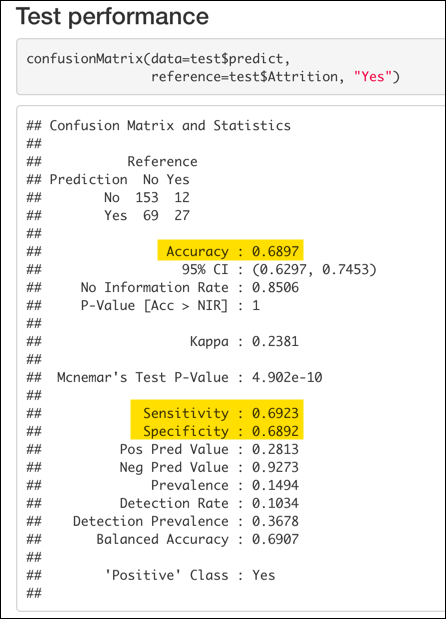 Test performance
confusionMatrix(data=test$predict,
                reference=test$Attrition, "Yes")
## Confusion Matrix and Statistics
##
##           Reference
## Prediction  No Yes
##        No  153  12
##        Yes  69  27
##
##                Accuracy : 0.6897
##                  95% CI : (0.6297, 0.7453)
##     No Information Rate : 0.8506
##     P-Value [Acc > NIR] : 1
##
##                   Kappa : 0.2381
##
##  Mcnemar's Test P-Value : 4.902e-10
##
##             Sensitivity : 0.6923
##             Specificity : 0.6892
##          Pos Pred Value : 0.2813
##          Neg Pred Value : 0.9273
##              Prevalence : 0.1494
##          Detection Rate : 0.1034
##    Detection Prevalence : 0.3678
##       Balanced Accuracy : 0.6907
##
##        'Positive' Class : Yes
##